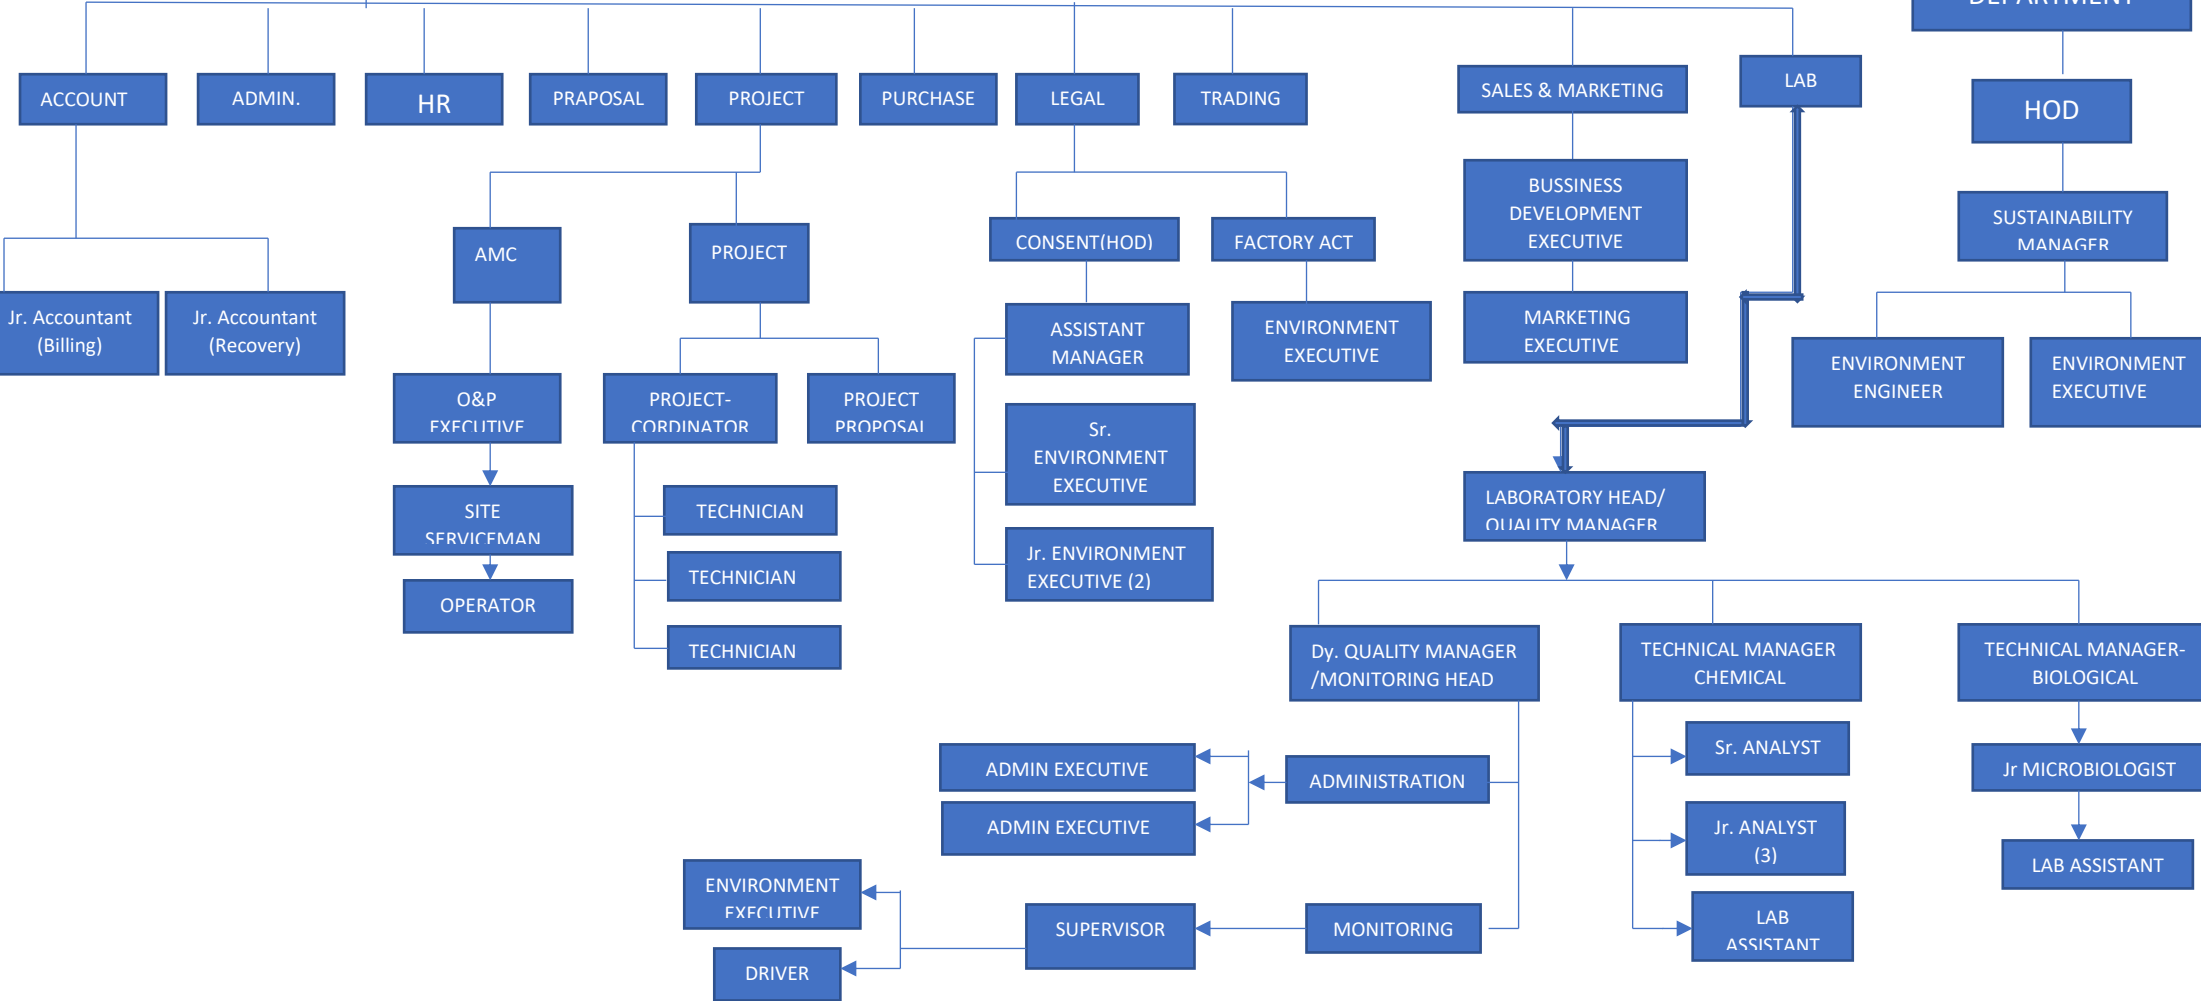 DEPARTMENT
ACCOUNT
ADMIN.
HR
PRAPOSAL
PROJECT
PURCHASE
LEGAL
TRADING
SALES & MARKETING
LAB
HOD
AMC
PROJECT
CONSENT(HOD)
FACTORY ACT
BUSSINESS
DEVELOPMENT
EXECUTIVE
SUSTAINABILITY
MANAGER
Jr. Accountant
(Billing)
Jr. Accountant
(Recovery)
ASSISTANT
MANAGER
ENVIRONMENT
EXECUTIVE
MARKETING
EXECUTIVE
ENVIRONMENT
ENGINEER
ENVIRONMENT
EXECUTIVE
O&P
EXECUTIVE
PROJECT-
CORDINATOR
PROJECT
PROPOSAL
Sr.
ENVIRONMENT
EXECUTIVE
SITE
SERVICEMAN
TECHNICIAN
LABORATORY HEAD/
QUALITY MANAGER
Jr. ENVIRONMENT
EXECUTIVE (2)
TECHNICIAN
OPERATOR
TECHNICIAN
Dy. QUALITY MANAGER
/MONITORING HEAD
TECHNICAL MANAGER
CHEMICAL
TECHNICAL MANAGER-
BIOLOGICAL
ADMIN EXECUTIVE
ADMINISTRATION
Sr. ANALYST
Jr MICROBIOLOGIST
ADMIN EXECUTIVE
Jr. ANALYST
(3)
LAB ASSISTANT
ENVIRONMENT
EXECUTIVE
SUPERVISOR
MONITORING
LAB
ASSISTANT
DRIVER